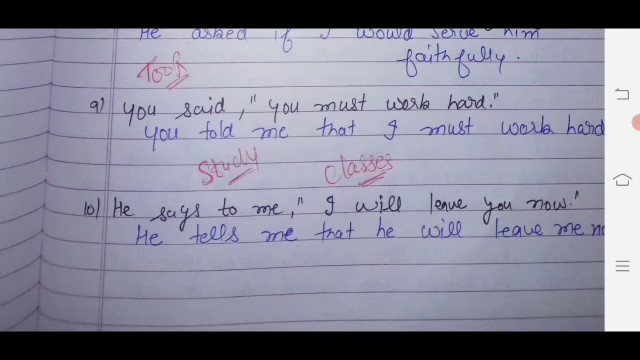 He asked if I would serve him
faithfully.
Toofa
9) You said, "You must work hard."
You told me that I must work hard
Study Classes
10) He says to me, "I will leave you now."
He tells me that he will leave me no